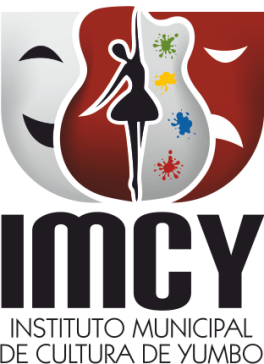 IMCY
INSTITUTO MUNICIPAL
DE CULTURA DE YUMBO